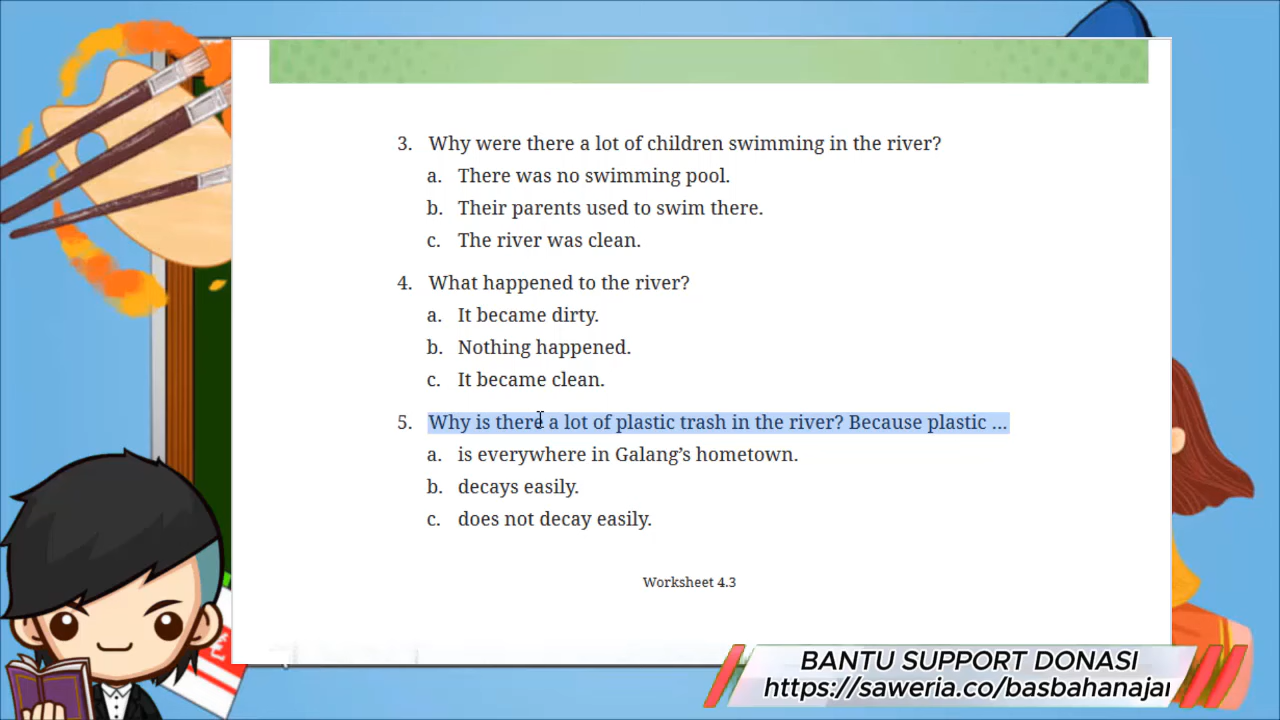 3. Why were there a lot of children swimming in the river?
a. There was no swimming pool.
b. Their parents used to swim there.
c. The river was clean.
4. What happened to the river?
a. It became dirty.
b. Nothing happened.
c. It became clean.
5. Why is there a lot of plastic trash in the river? Because plastic ...
a. is everywhere in Galang’s hometown.
b. decays easily.
c. does not decay easily.
Worksheet 4.3
BANTU SUPPORT DONASI
https://saweria.co/basbahanajar